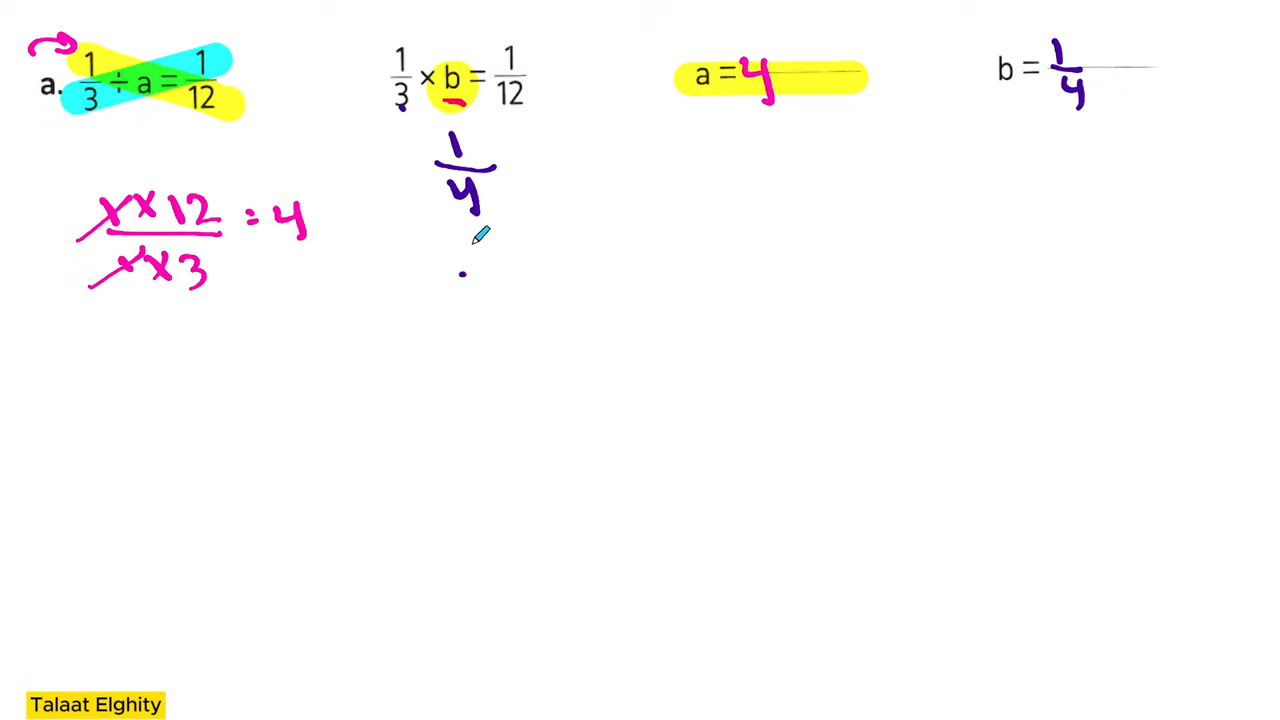 a. 1/3 ÷ a = 1/12
1/3 × b = 1/12
a = 4
b = 1/4
1 × 12 / 1 × 3 = 4
1/4
Talaat Elghity